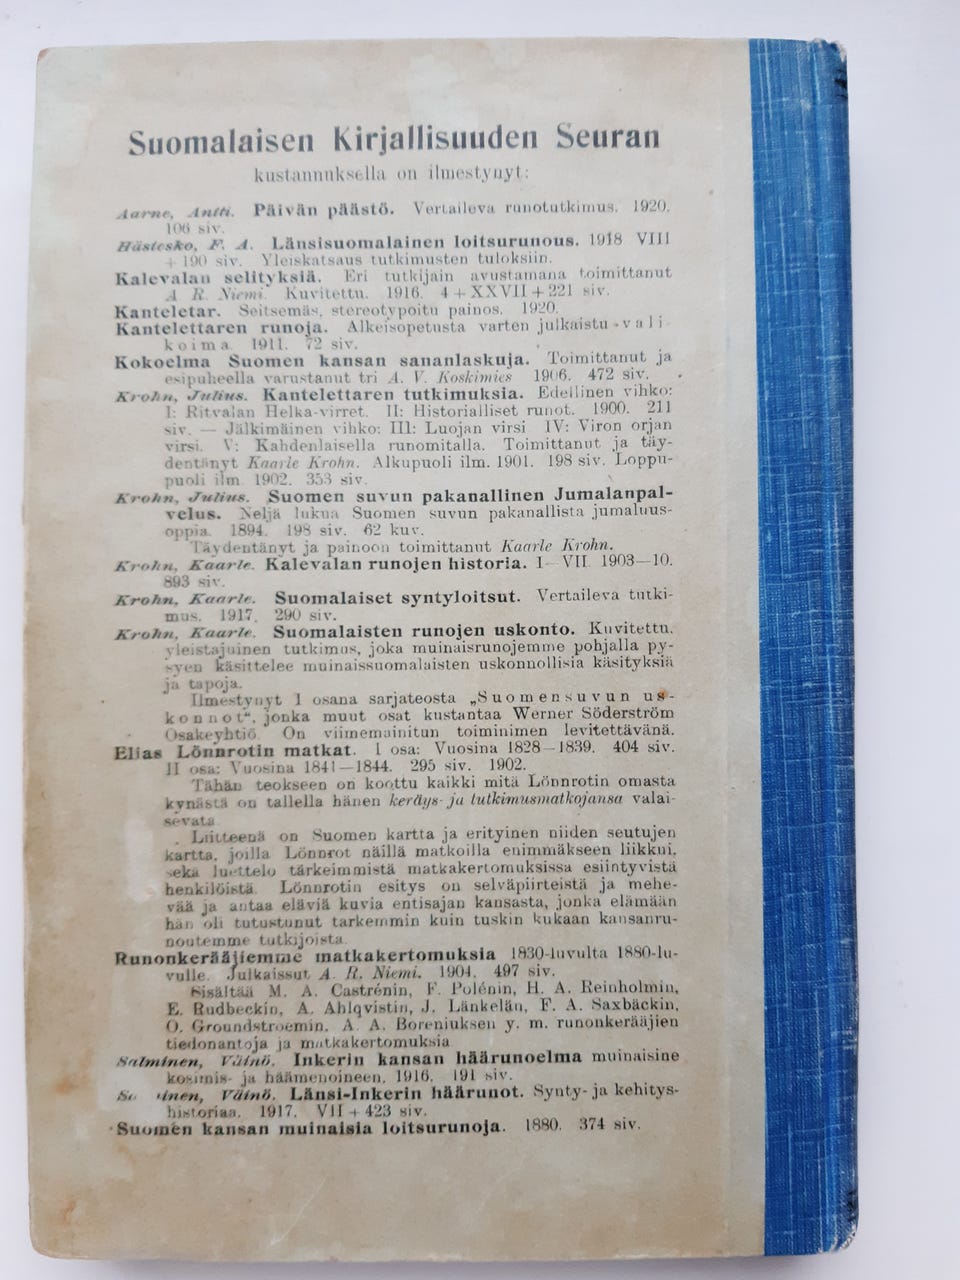 Suomalaisen Kirjallisuuden Seuran
kustannuksella on ilmestynyt:
Aarne, Antti. Päivän päästö. Vertaileva runotutkimus. 1920.
106 siv.
Hästesko, F. A. Länsisuomalainen loitsurunous. 1918 VIII
+ 190 siv. Yleiskatsaus tutkimusten tuloksiin.
Kalevalan selityksiä. Eri tutkijain avustamana toimittanut
A R. Niemi. Kuvitettu. 1916. 4 + XXVII + 221 siv.
Kanteletar. Seitsemäs, stereotypoitu painos. 1920.
Kantelettaren runoja. Alkeisopetusta varten julkaistu vali
koima. 1911. 72 siv.
Kokoelma Suomen kansan sananlaskuja. Toimittanut ja
esipuheella varustanut tri A. V. Koskimies 1906. 472 siv.
Krohn, Julius. Kantelettaren tutkimuksia. Edellinen vihko:
I: Ritvalan Helka-virret. II: Historialliset runot. 1900. 211
siv. — Jälkimäinen vihko: III: Luojan virsi IV: Viron orjan
virsi. V: Kahdenlaisella runomitalla. Toimittanut ja täy-
dentänyt Kaarle Krohn. Alkupuoli ilm. 1901. 198 siv. Loppu-
puoli ilm 1902. 353 siv.
Krohn, Julius. Suomen suvun pakanallinen Jumalanpal-
velus. Neljä lukua Suomen suvun pakanallista jumaluus-
oppia. 1894. 198 siv. 62 kuv.
Täydentänyt ja painoon toimittanut Kaarle Krohn.
Krohn, Kaarle. Kalevalan runojen historia. I—VII 1903—10.
893 siv.
Krohn, Kaarle. Suomalaiset syntyloitsut. Vertaileva tutki-
mus. 1917. 290 siv.
Krohn, Kaarle. Suomalaisten runojen uskonto. Kuvitettu,
yleistajuinen tutkimus, joka muinaisrunojemme pohjalla py-
syen käsittelee muinaissuomalaisten uskonnollisia käsityksiä
ja tapoja.
Ilmestynyt 1 osana sarjateosta „Suomensuvun us-
konnot“, jonka muut osat kustantaa Werner Söderström
Osakeyhtiö On viimemainitun toiminimen levitettävänä.
Elias Lönnrotin matkat. I osa: Vuosina 1828—1839. 404 siv.
II osa: Vuosina 1841—1844. 295 siv. 1902.
Tähän teokseen on koottu kaikki mitä Lönnrotin omasta
kynästä on tallella hänen keräys- ja tutkimusmatkojansa valai-
sevata
Liitteenä on Suomen kartta ja erityinen niiden seutujen
kartta, joilla Lönnrot näillä matkoilla enimmäkseen liikkui,
sekä luettelo tärkeimmistä matkakertomuksissa esiintyvistä
henkilöistä. Lönnrotin esitys on selväpiirteistä ja mehe-
vää ja antaa eläviä kuvia entisajan kansasta, jonka elämään
hän oli tutustunut tarkemmin kuin tuskin kukaan kansanru-
noutemme tutkijoista.
Runonkerääjiemme matkakertomuksia 1830-luvulta 1880-lu-
vulle. Julkaissut A. R. Niemi. 1904. 497 siv.
Sisältää M. A. Castrénin, F. Polénin, H. A. Reinholmin,
E. Rudbeckin, A. Ahlqvistin, J. Länkelän, F. A. Saxbäckin,
O. Groundstroemin, A. A. Boreniuksen y. m. runonkerääjien
tiedonantoja ja matkakertomuksia
Salminen, Väinö. Inkerin kansan häärunoelma muinaisine
kosimis- ja häämenoineen. 1916. 191 siv.
Sa inen, Väinö. Länsi-Inkerin häärunot. Synty- ja kehitys-
historiaa. 1917. VII + 423 siv.
Suomen kansan muinaisia loitsurunoja. 1880. 374 siv.